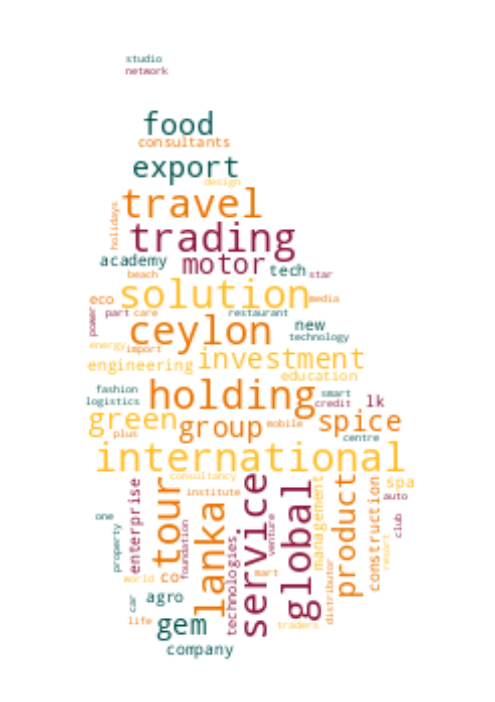 studio
network
food
consultants
export
design
travel
holidays
trading
academy
motor
tech
star
beach
solution
eco
media
part
care
restaurant
power
ceylon
new
technology
energy
import
investment
engineering
education
fashion
holding
smart
logistics
credit
lk
green
group
mobile
spice
plus
centre
international
consultancy
enterprise
tour
institute
service
global
management
product
construction
spa
auto
one
property
foundation
lanka
technologies
venture
club
resort
world
co
mart
distributor
car
agro
life
gem
traders
company